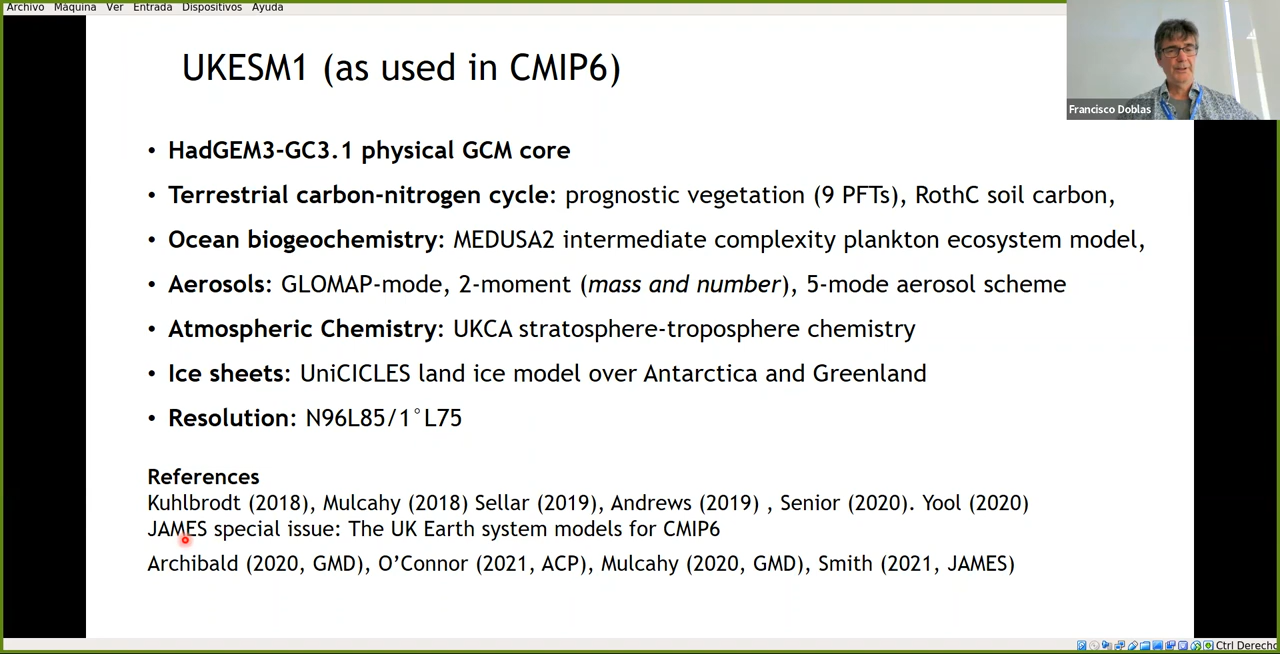 Archivo Máquina Ver Entrada Dispositivos Ayuda
UKESM1 (as used in CMIP6)
Francisco Doblas
• HadGEM3-GC3.1 physical GCM core
• Terrestrial carbon-nitrogen cycle: prognostic vegetation (9 PFTs), RothC soil carbon,
• Ocean biogeochemistry: MEDUSA2 intermediate complexity plankton ecosystem model,
• Aerosols: GLOMAP-mode, 2-moment (mass and number), 5-mode aerosol scheme
• Atmospheric Chemistry: UKCA stratosphere-troposphere chemistry
• Ice sheets: UniCICLES land ice model over Antarctica and Greenland
• Resolution: N96L85/1°L75
References
Kuhlbrodt (2018), Mulcahy (2018) Sellar (2019), Andrews (2019) , Senior (2020). Yool (2020)
JAMES special issue: The UK Earth system models for CMIP6
Archibald (2020, GMD), O’Connor (2021, ACP), Mulcahy (2020, GMD), Smith (2021, JAMES)
Ctrl Derecho